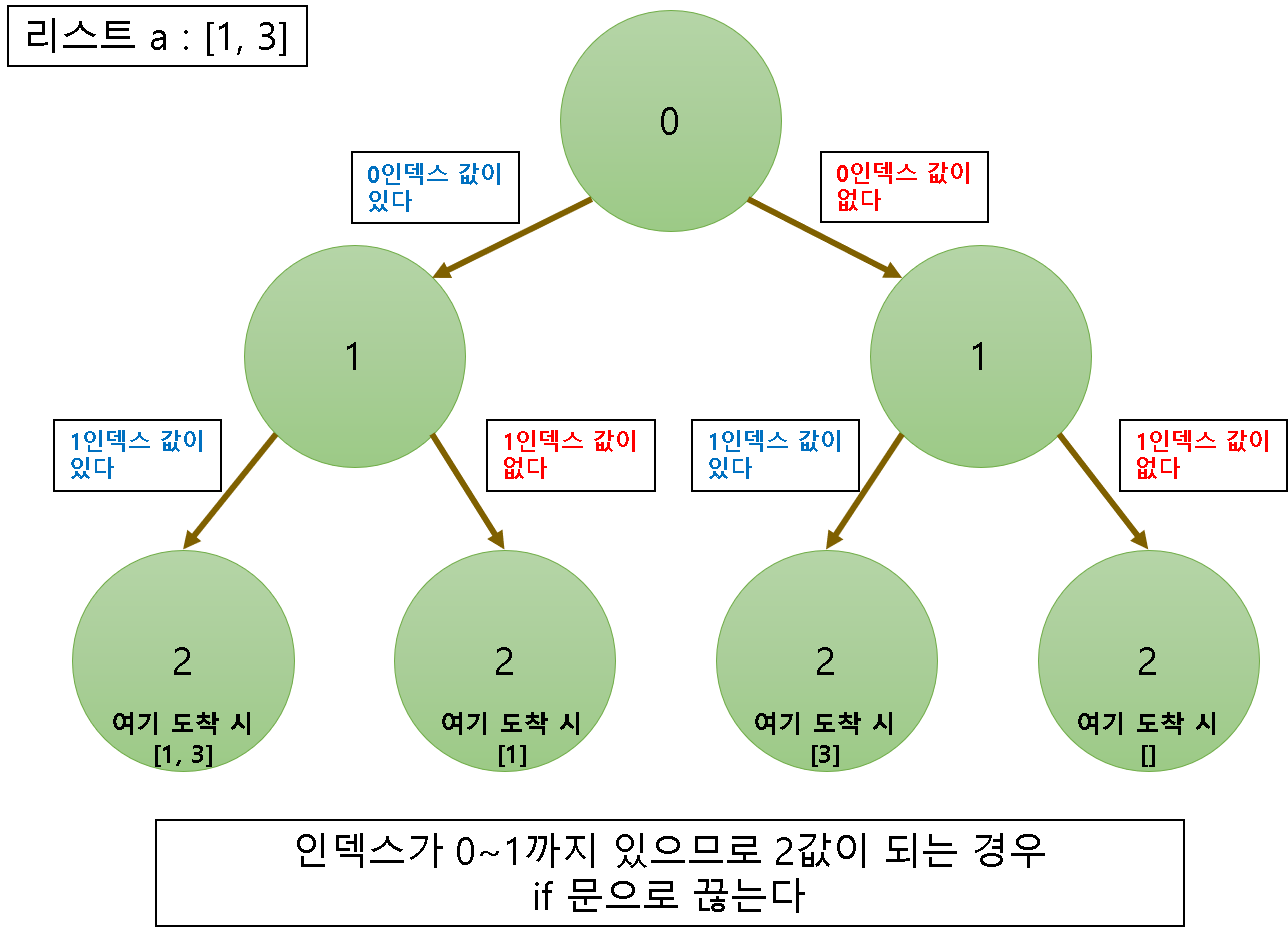 리스트 a : [1, 3]
0
0인덱스 값이
있다
0인덱스 값이
없다
1
1
1인덱스 값이
있다
1인덱스 값이
없다
1인덱스 값이
있다
1인덱스 값이
없다
2
여기 도착 시
[1, 3]
2
여기 도착 시
[1]
2
여기 도착 시
[3]
2
여기 도착 시
[]
인덱스가 0~1까지 있으므로 2값이 되는 경우
if 문으로 끊는다